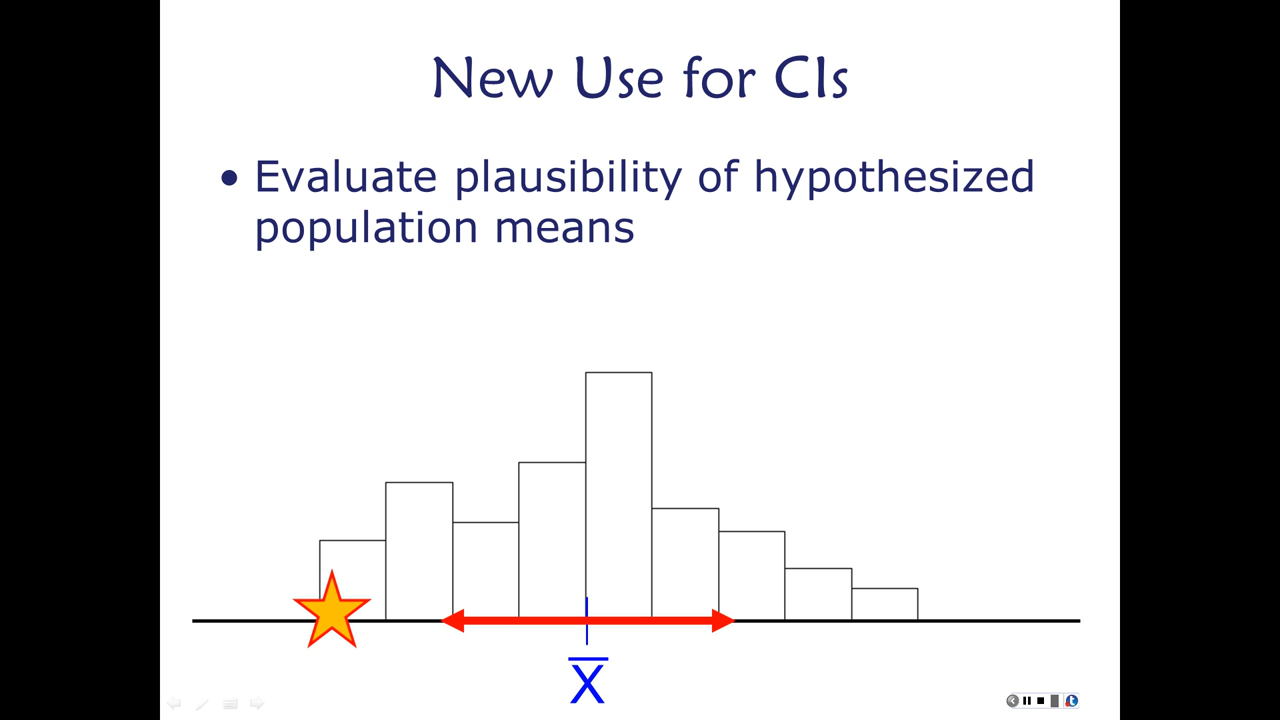 New Use for CIs
• Evaluate plausibility of hypothesized
population means
X̅